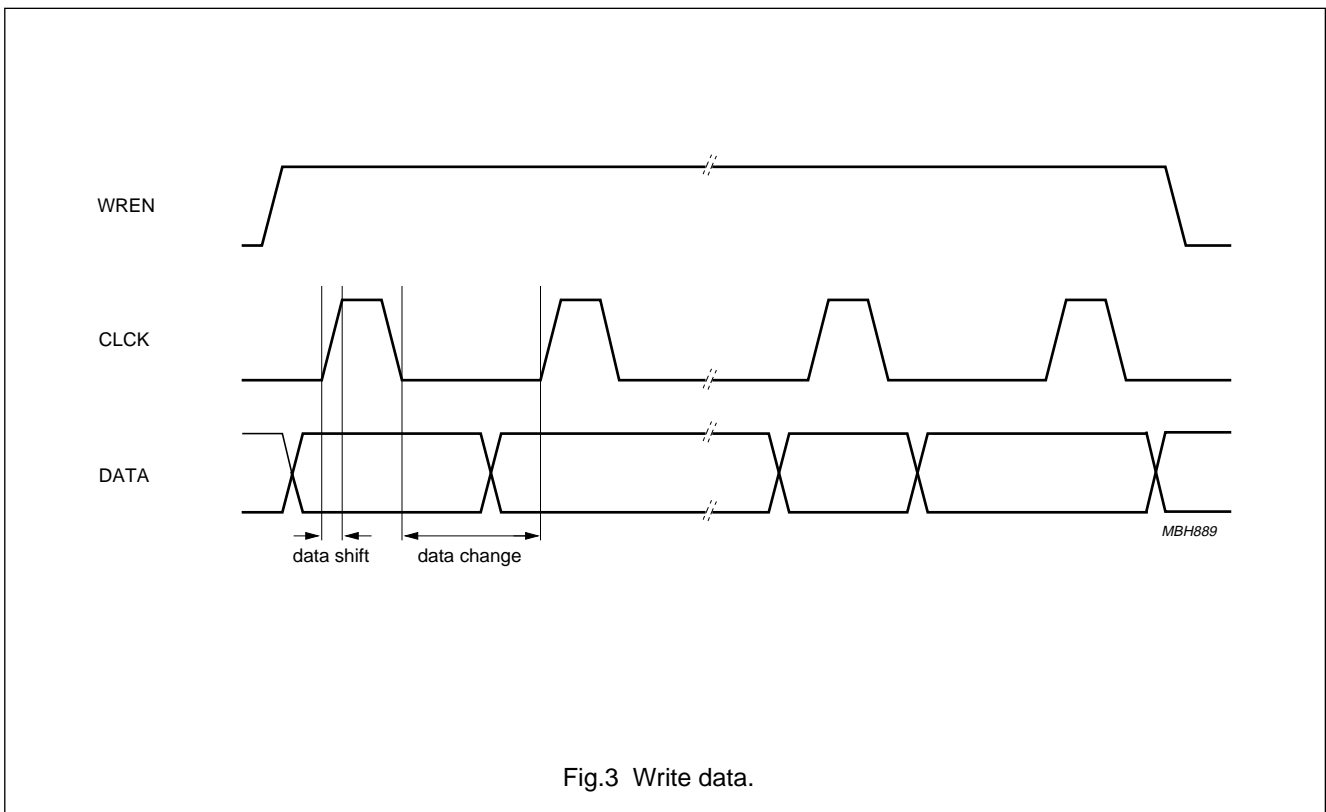 WREN
CLCK
DATA
MBH889
data shift
data change
Fig.3 Write data.